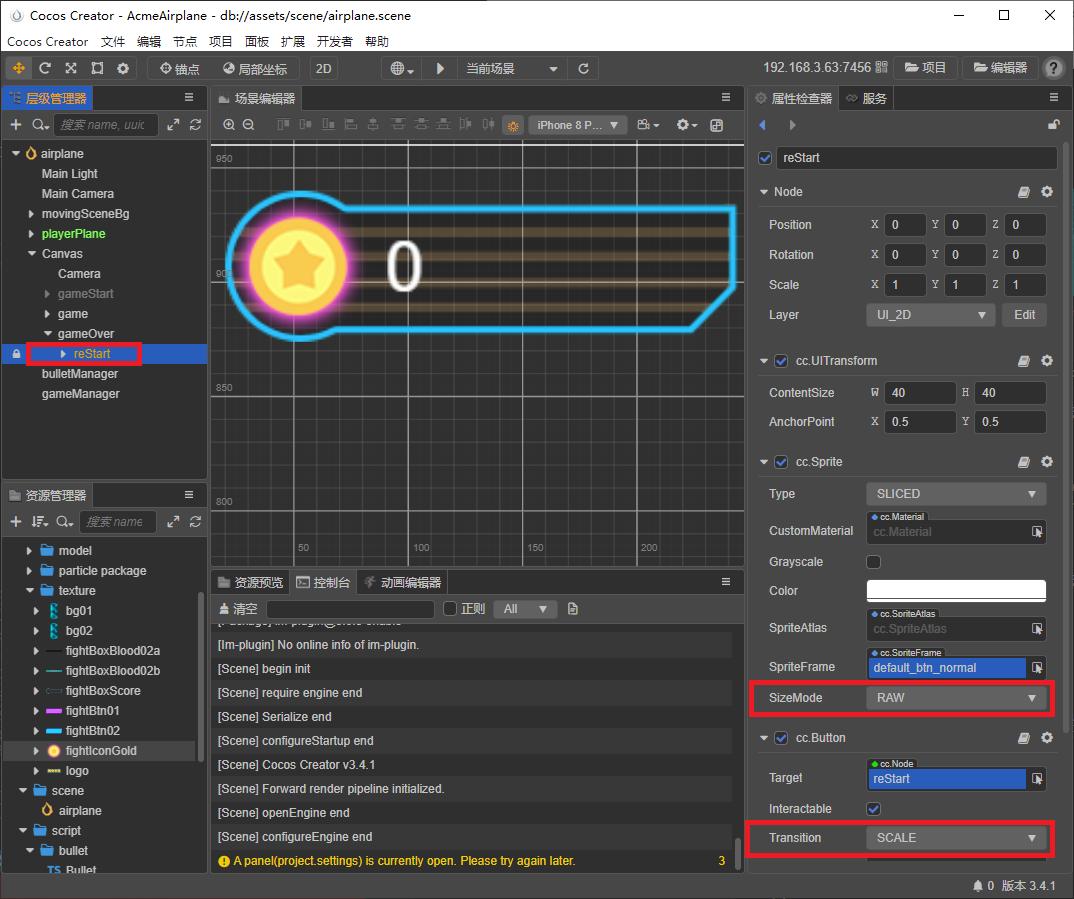 Cocos Creator - AcmeAirplane - db://assets/scene/airplane.scene
Cocos Creator 文件 编辑 节点 项目 面板 扩展 开发者 帮助
锚点 局部坐标 2D 当前场景 192.168.3.63:7456 项目 编辑器 ?
层级管理器
搜索 name, uuid
airplane
Main Light
Main Camera
movingSceneBg
playerPlane
Canvas
Camera
gameStart
game
gameOver
reStart
bulletManager
gameManager
资源管理器
搜索 name
model
particle package
texture
bg01
bg02
fightBoxBlood02a
fightBoxBlood02b
fightBoxScore
fightBtn01
fightBtn02
fightIconGold
logo
scene
airplane
script
bullet
TS Bullet
场景编辑器
iPhone 8 P...
950
900
850
800
50 100 150 200
0
资源预览 控制台 动画编辑器
清空 正则 All
[Im-plugin] No online info of im-plugin.
[Scene] begin init
[Scene] require engine end
[Scene] Serialize end
[Scene] configureStartup end
[Scene] Cocos Creator v3.4.1
[Scene] Forward render pipeline initialized.
[Scene] openEngine end
[Scene] configureEngine end
A panel(project.settings) is currently open. Please try again later. 3
属性检查器 服务
reStart
Node
Position X 0 Y 0 Z 0
Rotation X 0 Y 0 Z 0
Scale X 1 Y 1 Z 1
Layer UI_2D Edit
cc.UITransform
ContentSize W 40 H 40
AnchorPoint X 0.5 Y 0.5
cc.Sprite
Type SLICED
cc.Material
CustomMaterial cc.Material
Grayscale
Color
cc.SpriteAtlas
SpriteAtlas cc.SpriteAtlas
cc.SpriteFrame
SpriteFrame default_btn_normal
SizeMode RAW
cc.Button
cc.Node
Target reStart
Interactable
Transition SCALE
0 版本 3.4.1